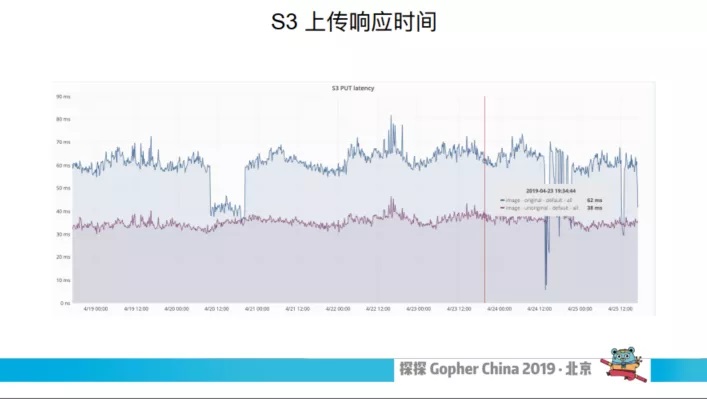 S3 上传响应时间
S3 PUT latency
90 ms
80 ms
70 ms
60 ms
50 ms
40 ms
30 ms
20 ms
10 ms
0 ns
2019-04-23 19:54:44
image - original - default - all 62 ms
image - unoriginal - default - all 38 ms
4/19 00:00 4/19 12:00 4/20 00:00 4/20 12:00 4/21 00:00 4/21 12:00 4/22 00:00 4/22 12:00 4/23 00:00 4/23 12:00 4/24 00:00 4/24 12:00 4/25 00:00 4/25 12:00
探探 Gopher China 2019 · 北京